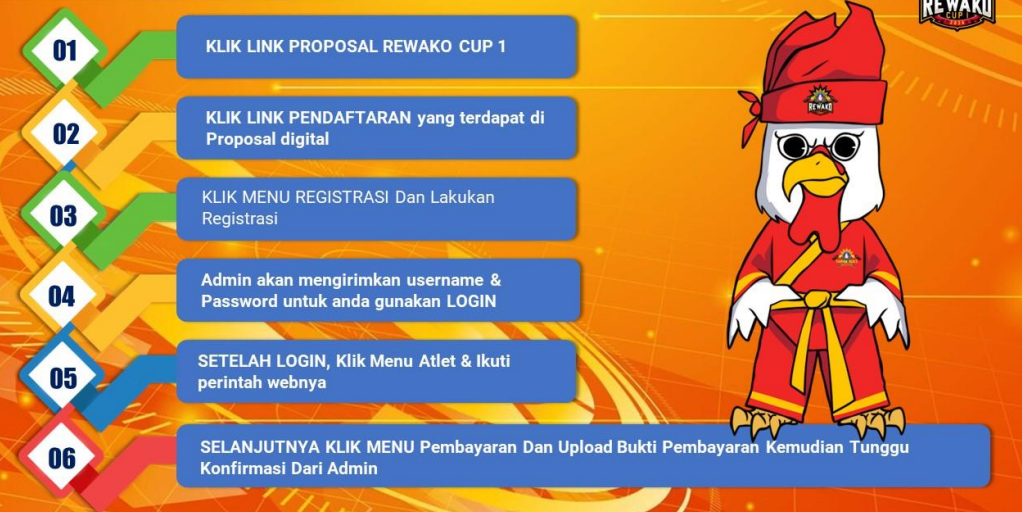 REWAKO
CUP I
01
KLIK LINK PROPOSAL REWAKO CUP 1
02
KLIK LINK PENDAFTARAN yang terdapat di
Proposal digital
03
KLIK MENU REGISTRASI Dan Lakukan
Registrasi
04
Admin akan mengirimkan username &
Password untuk anda gunakan LOGIN
05
SETELAH LOGIN, Klik Menu Atlet & Ikuti
perintah webnya
06
SELANJUTNYA KLIK MENU Pembayaran Dan Upload Bukti Pembayaran Kemudian Tunggu
Konfirmasi Dari Admin
REWAKO